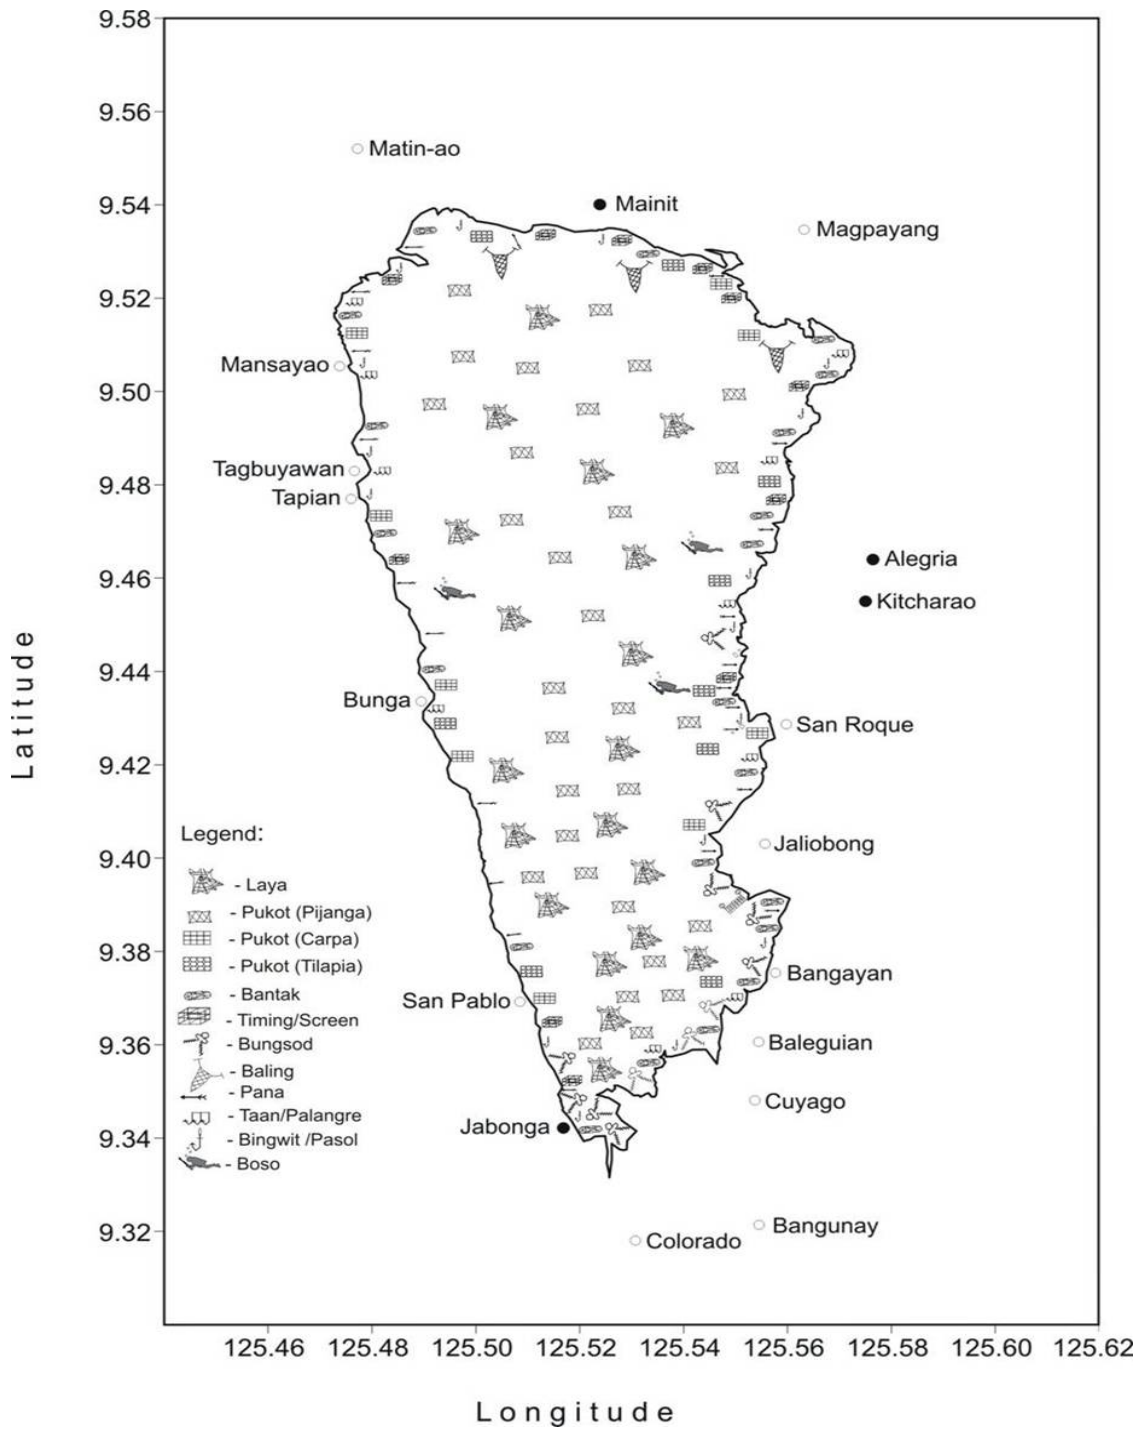 9.58
9.56
Matin-ao
9.54
Mainit
Magpayang
9.52
Mansayao
9.50
Tagbuyawan
9.48
Tapian
Alegria
9.46
Kitcharao
9.44
Bunga
San Roque
9.42
Legend:
Jaliobong
9.40
- Laya
- Pukot (Pijanga)
- Pukot (Carpa)
9.38
- Pukot (Tilapia)
Bangayan
- Bantak
San Pablo
- Timing/Screen
9.36
- Bungsod
Baleguian
- Baling
- Pana
Cuyago
- Taan/Palangre
Jabonga
9.34
- Bingwit /Pasol
- Boso
9.32
Bangunay
Colorado
125.46 125.48 125.50 125.52 125.54 125.56 125.58 125.60 125.62
Longitude
Latitude